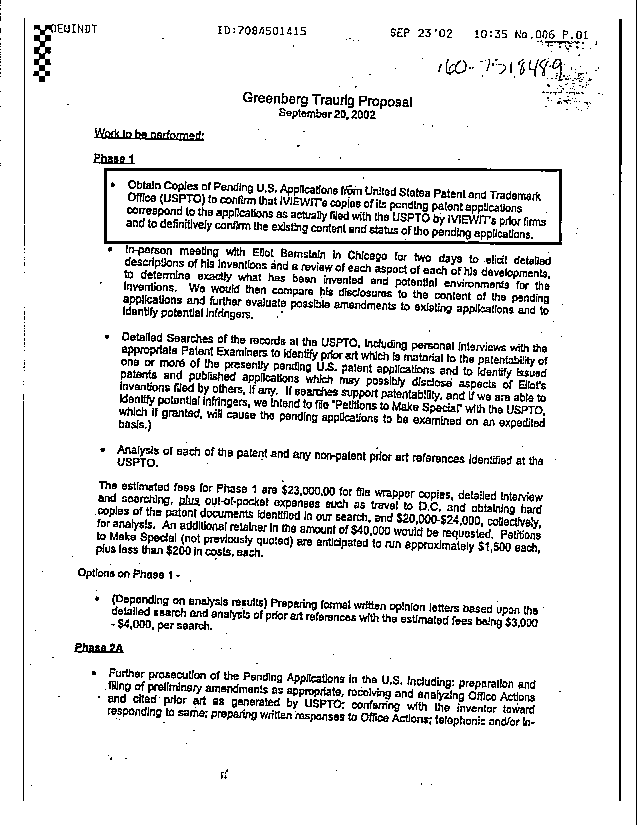 DEWINDT ID:7084501415 SEP 23'02 10:35 No.006 P.01
160-7518489
Greenberg Traurig Proposal
September 20, 2002
Work to be performed:
Phase 1
• Obtain Copies of Pending U.S. Applications from United States Patent and Trademark
Office (USPTO) to confirm that iVIEWIT's copies of its pending patent applications
correspond to the applications as actually filed with the USPTO by iVIEWIT's prior firms
and to definitively confirm the existing content and status of the pending applications.
• In-person meeting with Eliot Bernstein in Chicago for two days to elicit detailed
descriptions of his inventions and a review of each aspect of each of his developments,
to determine exactly what has been invented and potential environments for the
inventions. We would then compare his disclosures to the content of the pending
applications and further evaluate possible amendments to existing applications and to
identify potential infringers.
• Detailed Searches of the records at the USPTO, including personal interviews with the
appropriate Patent Examiners to identify prior art which is material to the patentability of
one or more of the presently pending U.S. patent applications and to identify issued
patents and published applications which may possibly disclose aspects of Eliot's
inventions filed by others, if any. If searches support patentability, and if we are able to
identify potential infringers, we intend to file "Petitions to Make Special" with the USPTO,
which if granted, will cause the pending applications to be examined on an expedited
basis.)
• Analysis of each of the patent and any non-patent prior art references identified at the
USPTO.
The estimated fees for Phase 1 are $23,000.00 for file wrapper copies, detailed interview
and searching, plus out-of-pocket expenses such as travel to D.C. and obtaining hard
copies of the patent documents identified in our search, and $20,000-$24,000, collectively,
for analysis. An additional retainer in the amount of $40,000 would be requested. Petitions
to Make Special (not previously quoted) are anticipated to run approximately $1,500 each,
plus less than $200 in costs, each.
Options on Phase 1 -
• (Depending on analysis results) Preparing formal written opinion letters based upon the
detailed search and analysis of prior art references with the estimated fees being $3,000
- $4,000, per search.
Phase 2A
• Further prosecution of the Pending Applications in the U.S. including: preparation and
filing of preliminary amendments as appropriate, receiving and analyzing Office Actions
and cited prior art as generated by USPTO; conferring with the inventor toward
responding to same; preparing written responses to Office Actions; telephonic and/or in-